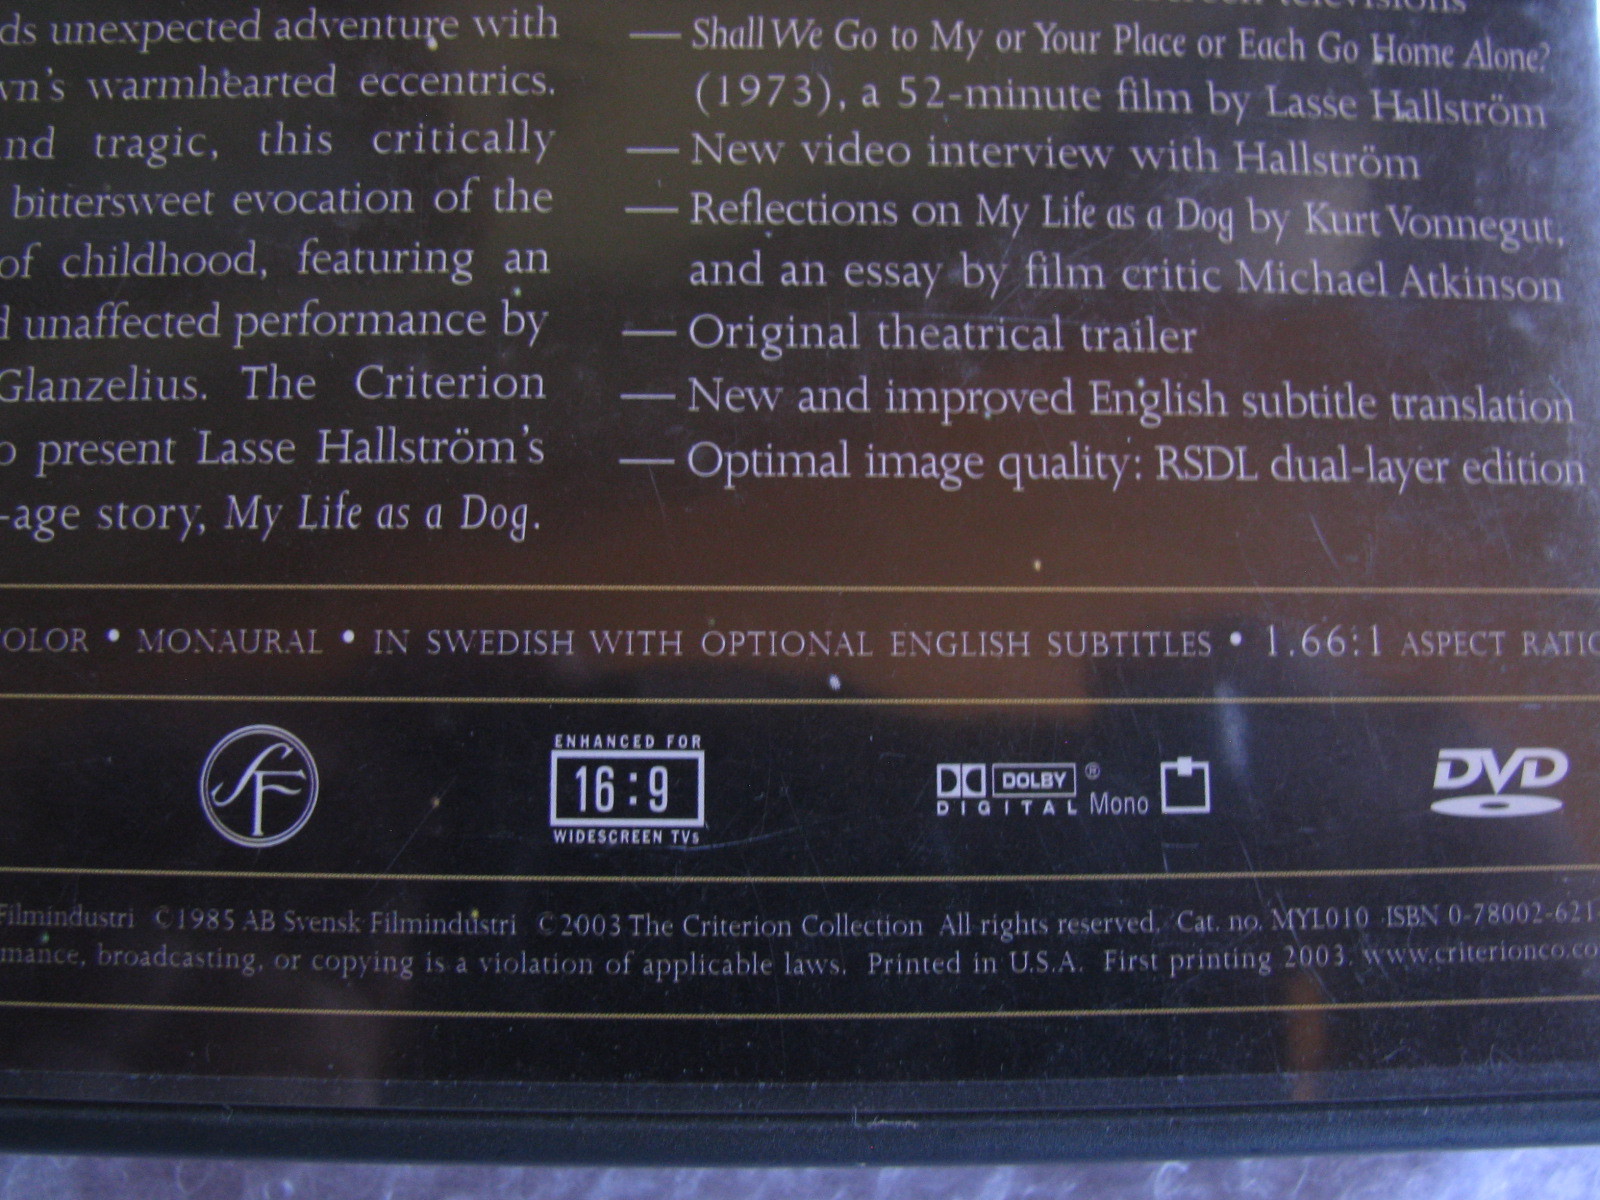 unexpected adventure with
warmhearted eccentrics.
tragic, this critically
bittersweet evocation of the
of childhood, featuring an
unaffected performance by
Glanzelius. The Criterion
present Lasse Hallström's
-age story, My Life as a Dog.
— Shall We Go to My or Your Place or Each Go Home Alone?
(1973), a 52-minute film by Lasse Hallström
— New video interview with Hallström
— Reflections on My Life as a Dog by Kurt Vonnegut,
and an essay by film critic Michael Atkinson
— Original theatrical trailer
— New and improved English subtitle translation
— Optimal image quality: RSDL dual-layer edition
OLOR • MONAURAL • IN SWEDISH WITH OPTIONAL ENGLISH SUBTITLES • 1.66:1 ASPECT RATIO
SF
ENHANCED FOR
16:9
WIDESCREEN TVs
DOLBY ®
DIGITAL Mono
DVD
Filmindustri ©1985 AB Svensk Filmindustri ©2003 The Criterion Collection All rights reserved. Cat. no. MYL010 ISBN 0-78002-621-
mance, broadcasting, or copying is a violation of applicable laws. Printed in U.S.A. First printing 2003. www.criterionco.co